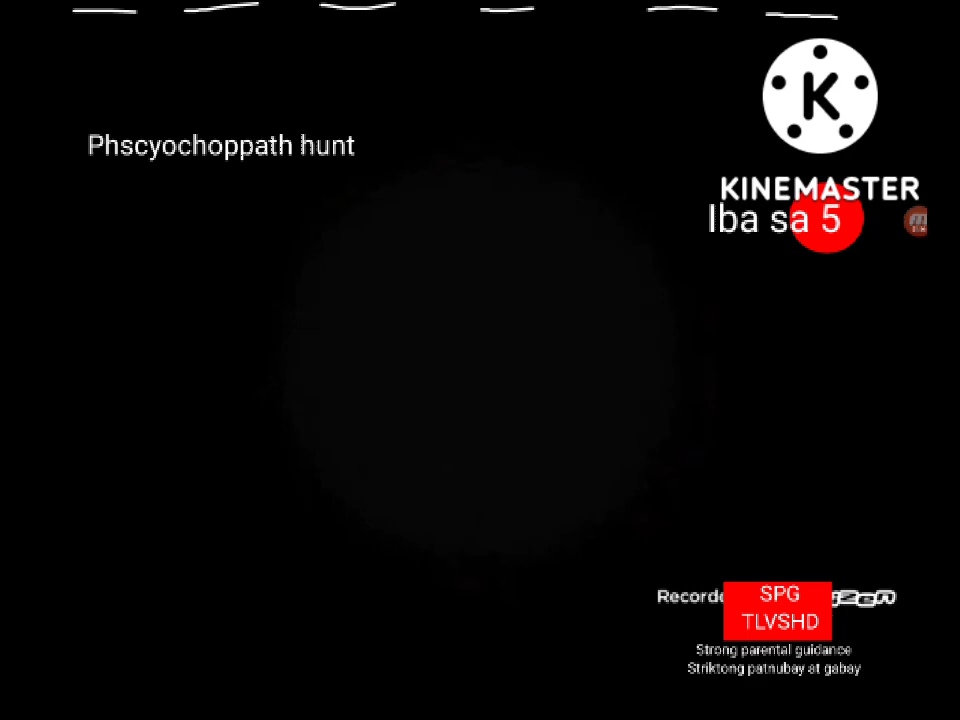 Phscyochoppath hunt
K
KINEMASTER
Iba sa 5
SPG
TLVSHD
Strong parental guidance
Striktong patnubay at gabay